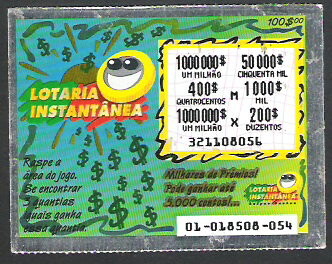 100$00
LOTARIA
INSTANTÂNEA
1000000$ 50000$
UM MILHÃO CINQUENTA MIL
400$ M 1000$
QUATROCENTOS MIL
1000000$ X 200$
UM MILHÃO DUZENTOS
321108056
Raspe a
área do jogo.
Se encontrar
3 quantias
iguais ganha
essa quantia.
Milhares de Prémios!
Pode ganhar até
5.000 contos!...
LOTARIA
INSTANTÂNEA
01-018508-054